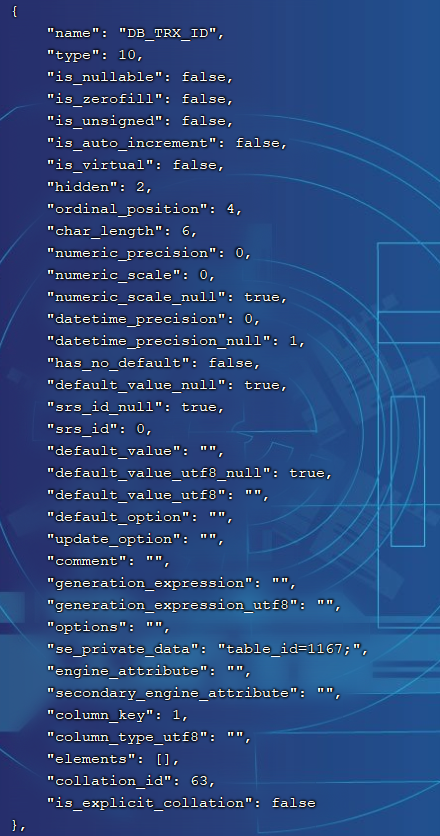 {
"name": "DB_TRX_ID",
"type": 10,
"is_nullable": false,
"is_zerofill": false,
"is_unsigned": false,
"is_auto_increment": false,
"is_virtual": false,
"hidden": 2,
"ordinal_position": 4,
"char_length": 6,
"numeric_precision": 0,
"numeric_scale": 0,
"numeric_scale_null": true,
"datetime_precision": 0,
"datetime_precision_null": 1,
"has_no_default": false,
"default_value_null": true,
"srs_id_null": true,
"srs_id": 0,
"default_value": "",
"default_value_utf8_null": true,
"default_value_utf8": "",
"default_option": "",
"update_option": "",
"comment": "",
"generation_expression": "",
"generation_expression_utf8": "",
"options": "",
"se_private_data": "table_id=1167;",
"engine_attribute": "",
"secondary_engine_attribute": "",
"column_key": 1,
"column_type_utf8": "",
"elements": [],
"collation_id": 63,
"is_explicit_collation": false
},